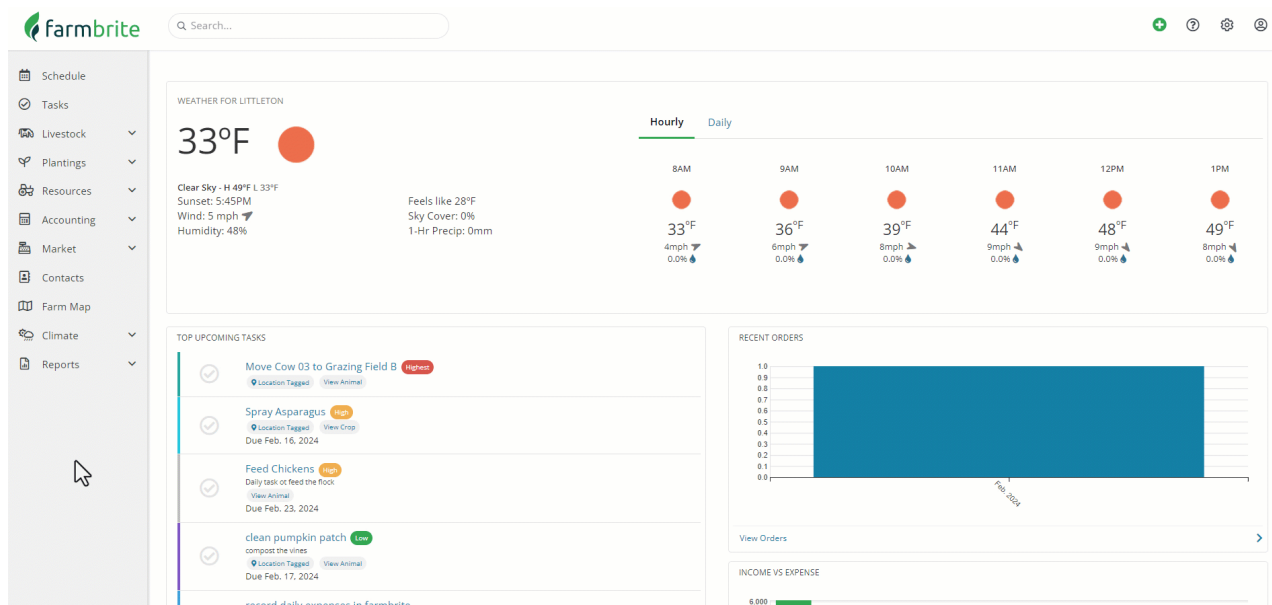 farmbrite
Search...
Schedule
Tasks
Livestock
Plantings
Resources
Accounting
Market
Contacts
Farm Map
Climate
Reports
WEATHER FOR LITTLETON
33°F
Clear Sky - H 49°F L 33°F
Sunset: 5:45PM
Wind: 5 mph
Humidity: 48%
Feels like 28°F
Sky Cover: 0%
1-Hr Precip: 0mm
Hourly Daily
8AM 9AM 10AM 11AM 12PM 1PM
33°F 36°F 39°F 44°F 48°F 49°F
4mph 6mph 8mph 9mph 9mph 8mph
0.0% 0.0% 0.0% 0.0% 0.0% 0.0%
TOP UPCOMING TASKS
Move Cow 03 to Grazing Field B Highest
Location Tagged View Animal
Spray Asparagus High
Location Tagged View Crop
Due Feb. 16, 2024
Feed Chickens High
Daily task ot feed the flock
View Animal
Due Feb. 23, 2024
clean pumpkin patch Low
compost the vines
Location Tagged View Animal
Due Feb. 17, 2024
record daily expenses in farmbrite
RECENT ORDERS
1.0
0.9
0.8
0.7
0.6
0.5
0.4
0.3
0.2
0.1
0.0
Feb. 2024
View Orders
INCOME VS EXPENSE
6,000